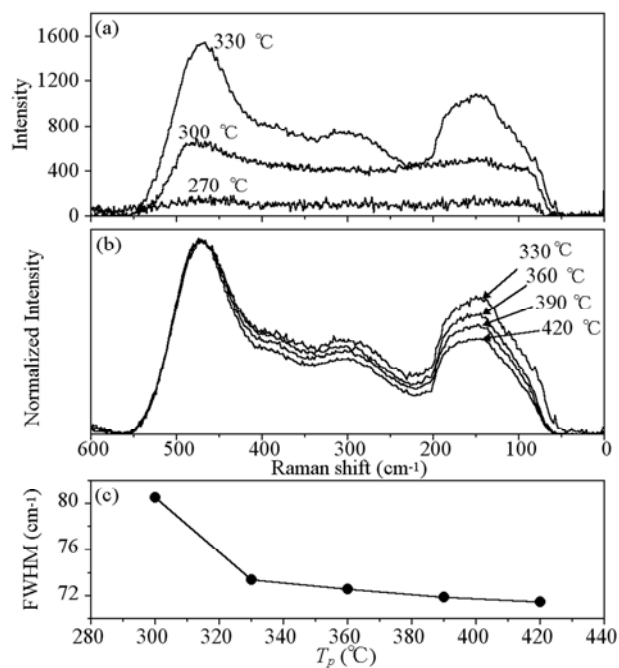 (a)
1600
1200
800
400
0
Intensity
330 ℃
300 ℃
270 ℃
(b)
Normalized Intensity
330 ℃
360 ℃
390 ℃
420 ℃
600 500 400 300 200 100 0
Raman shift (cm-1)
(c)
80
76
72
FWHM (cm-1)
280 300 320 340 360 380 400 420 440
Tp (℃)